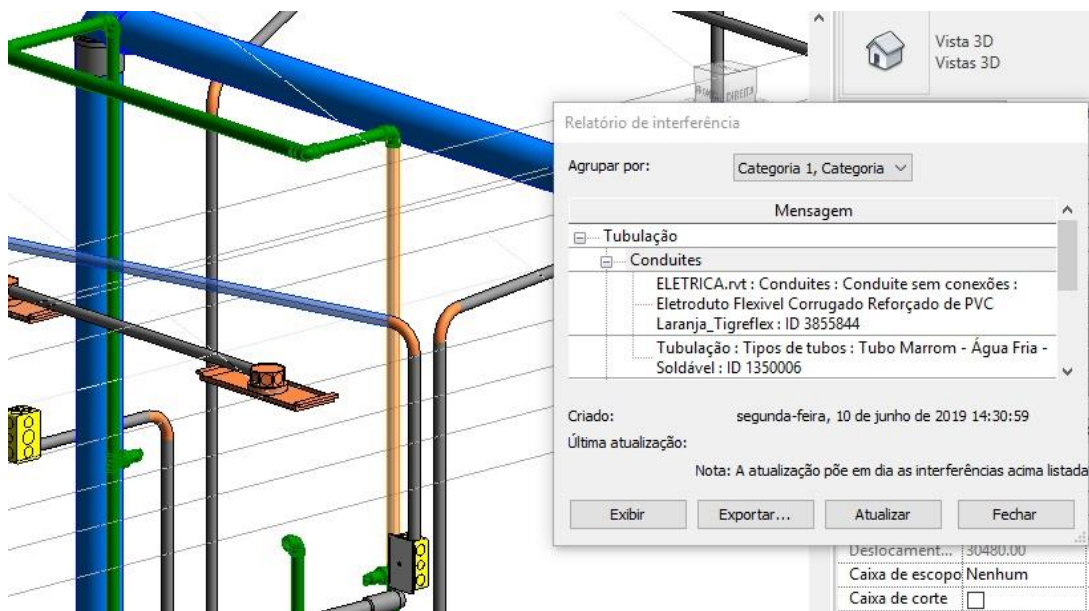 Vista 3D
Vistas 3D
DIREITA
Relatório de interferência
Agrupar por:
Categoria 1, Categoria
Mensagem
Tubulação
Conduites
ELETRICA.rvt : Conduites : Conduite sem conexões :
Eletroduto Flexivel Corrugado Reforçado de PVC
Laranja_Tigreflex : ID 3855844
Tubulação : Tipos de tubos : Tubo Marrom - Água Fria -
Soldável : ID 1350006
Criado:
segunda-feira, 10 de junho de 2019 14:30:59
Última atualização:
Nota: A atualização põe em dia as interferências acima listada
Exibir
Exportar...
Atualizar
Fechar
Deslocament... 30480.00
Caixa de escopo Nenhum
Caixa de corte